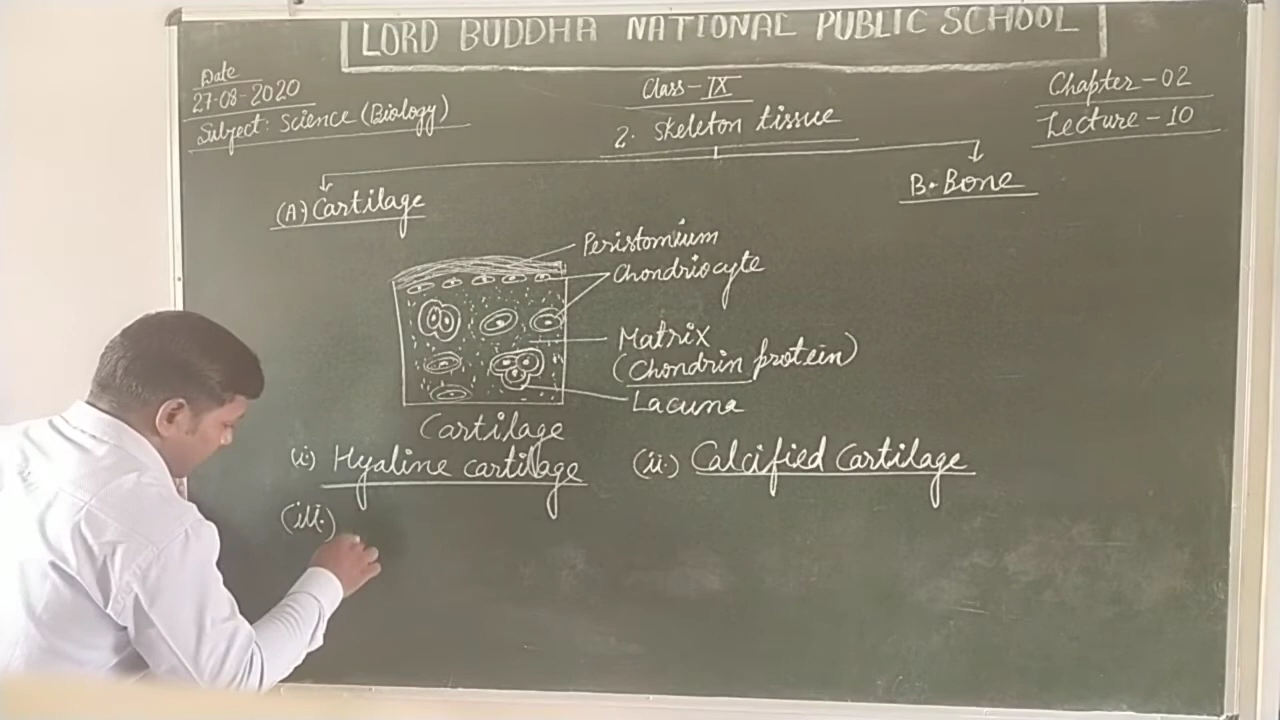 LORD BUDDHA NATIONAL PUBLIC SCHOOL
Date
27-08-2020
Subject: Science (Biology)
Class-IX
2. Skeleton tissue
Chapter-02
Lecture-10
(A) Cartilage
B. Bone
Peristomium
Chondriocyte
Matrix
(Chondrin protein)
Lacuna
Cartilage
(i) Hyaline cartilage
(ii.) Calcified Cartilage
(iii.)